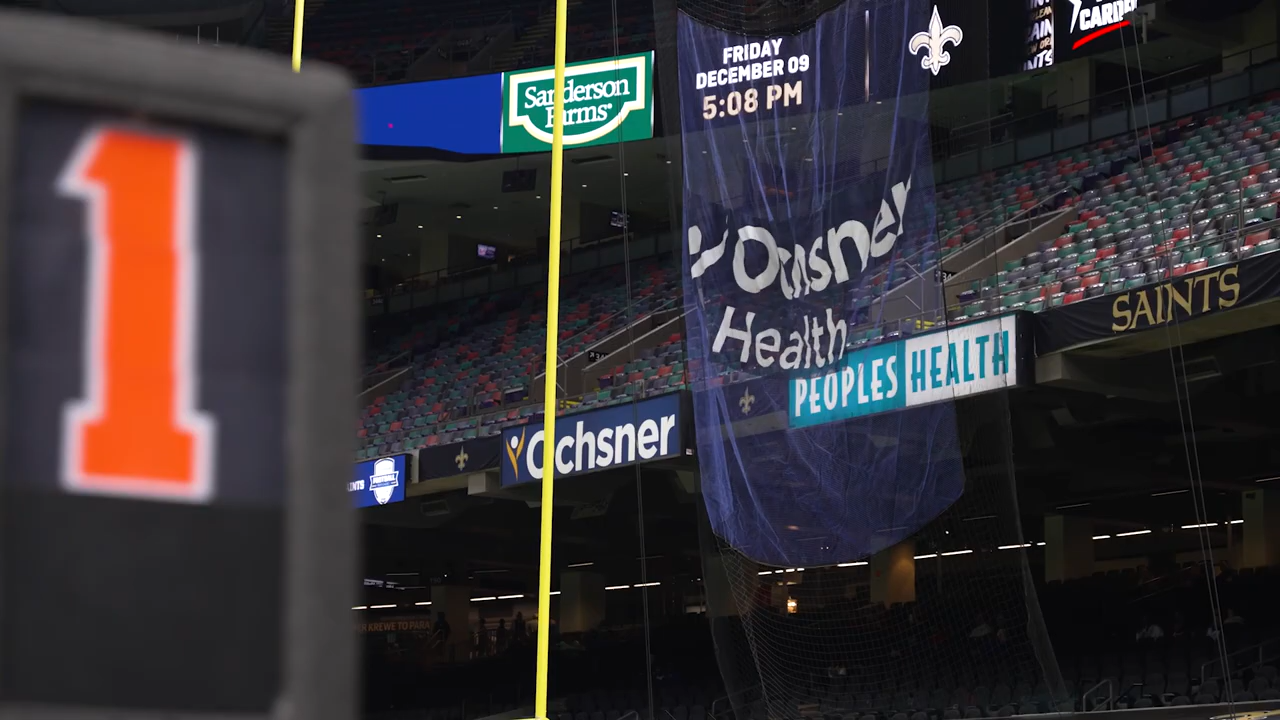 1
FRIDAY
DECEMBER 09
5:08 PM
Sanderson
Farms
Ochsner
Health
PEOPLES HEALTH
SAINTS
Ochsner